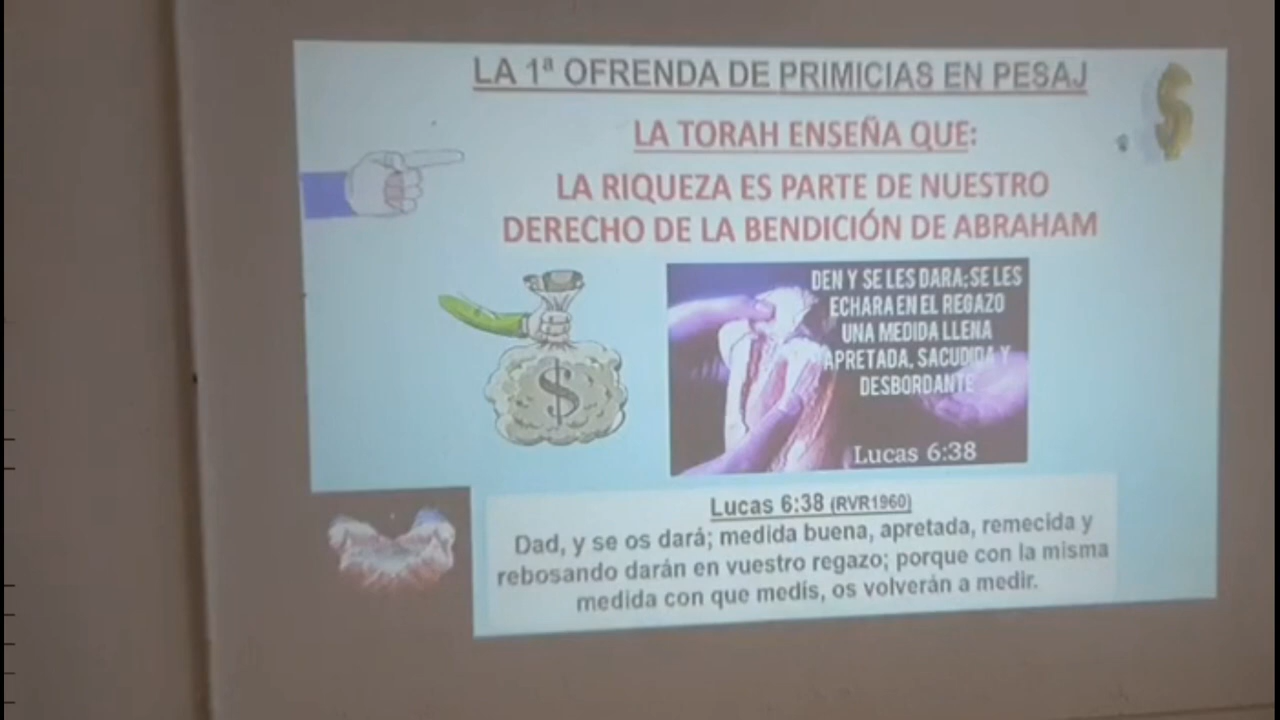 LA 1ª OFRENDA DE PRIMICIAS EN PESAJ
LA TORAH ENSEÑA QUE:
LA RIQUEZA ES PARTE DE NUESTRO
DERECHO DE LA BENDICIÓN DE ABRAHAM
$
$
DEN Y SE LES DARA; SE LES
ECHARA EN EL REGAZO
UNA MEDIDA LLENA
APRETADA, SACUDIDA Y
DESBORDANTE
Lucas 6:38
Lucas 6:38 (RVR1960)
Dad, y se os dará; medida buena, apretada, remecida y
rebosando darán en vuestro regazo; porque con la misma
medida con que medís, os volverán a medir.